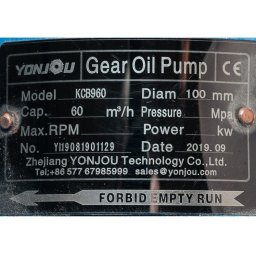 YONJOU Gear Oil Pump CE
Model KCB960 Diam 100 mm
Cap. 60 m³/h Pressure Mpa
Max.RPM Power kw
No. Y119081901129 Date 2019.09
Zhejiang YONJOU Technology Co.,Ltd.
Tel:+86 577 67985999 sales@yonjou.com
FORBID EMPTY RUN